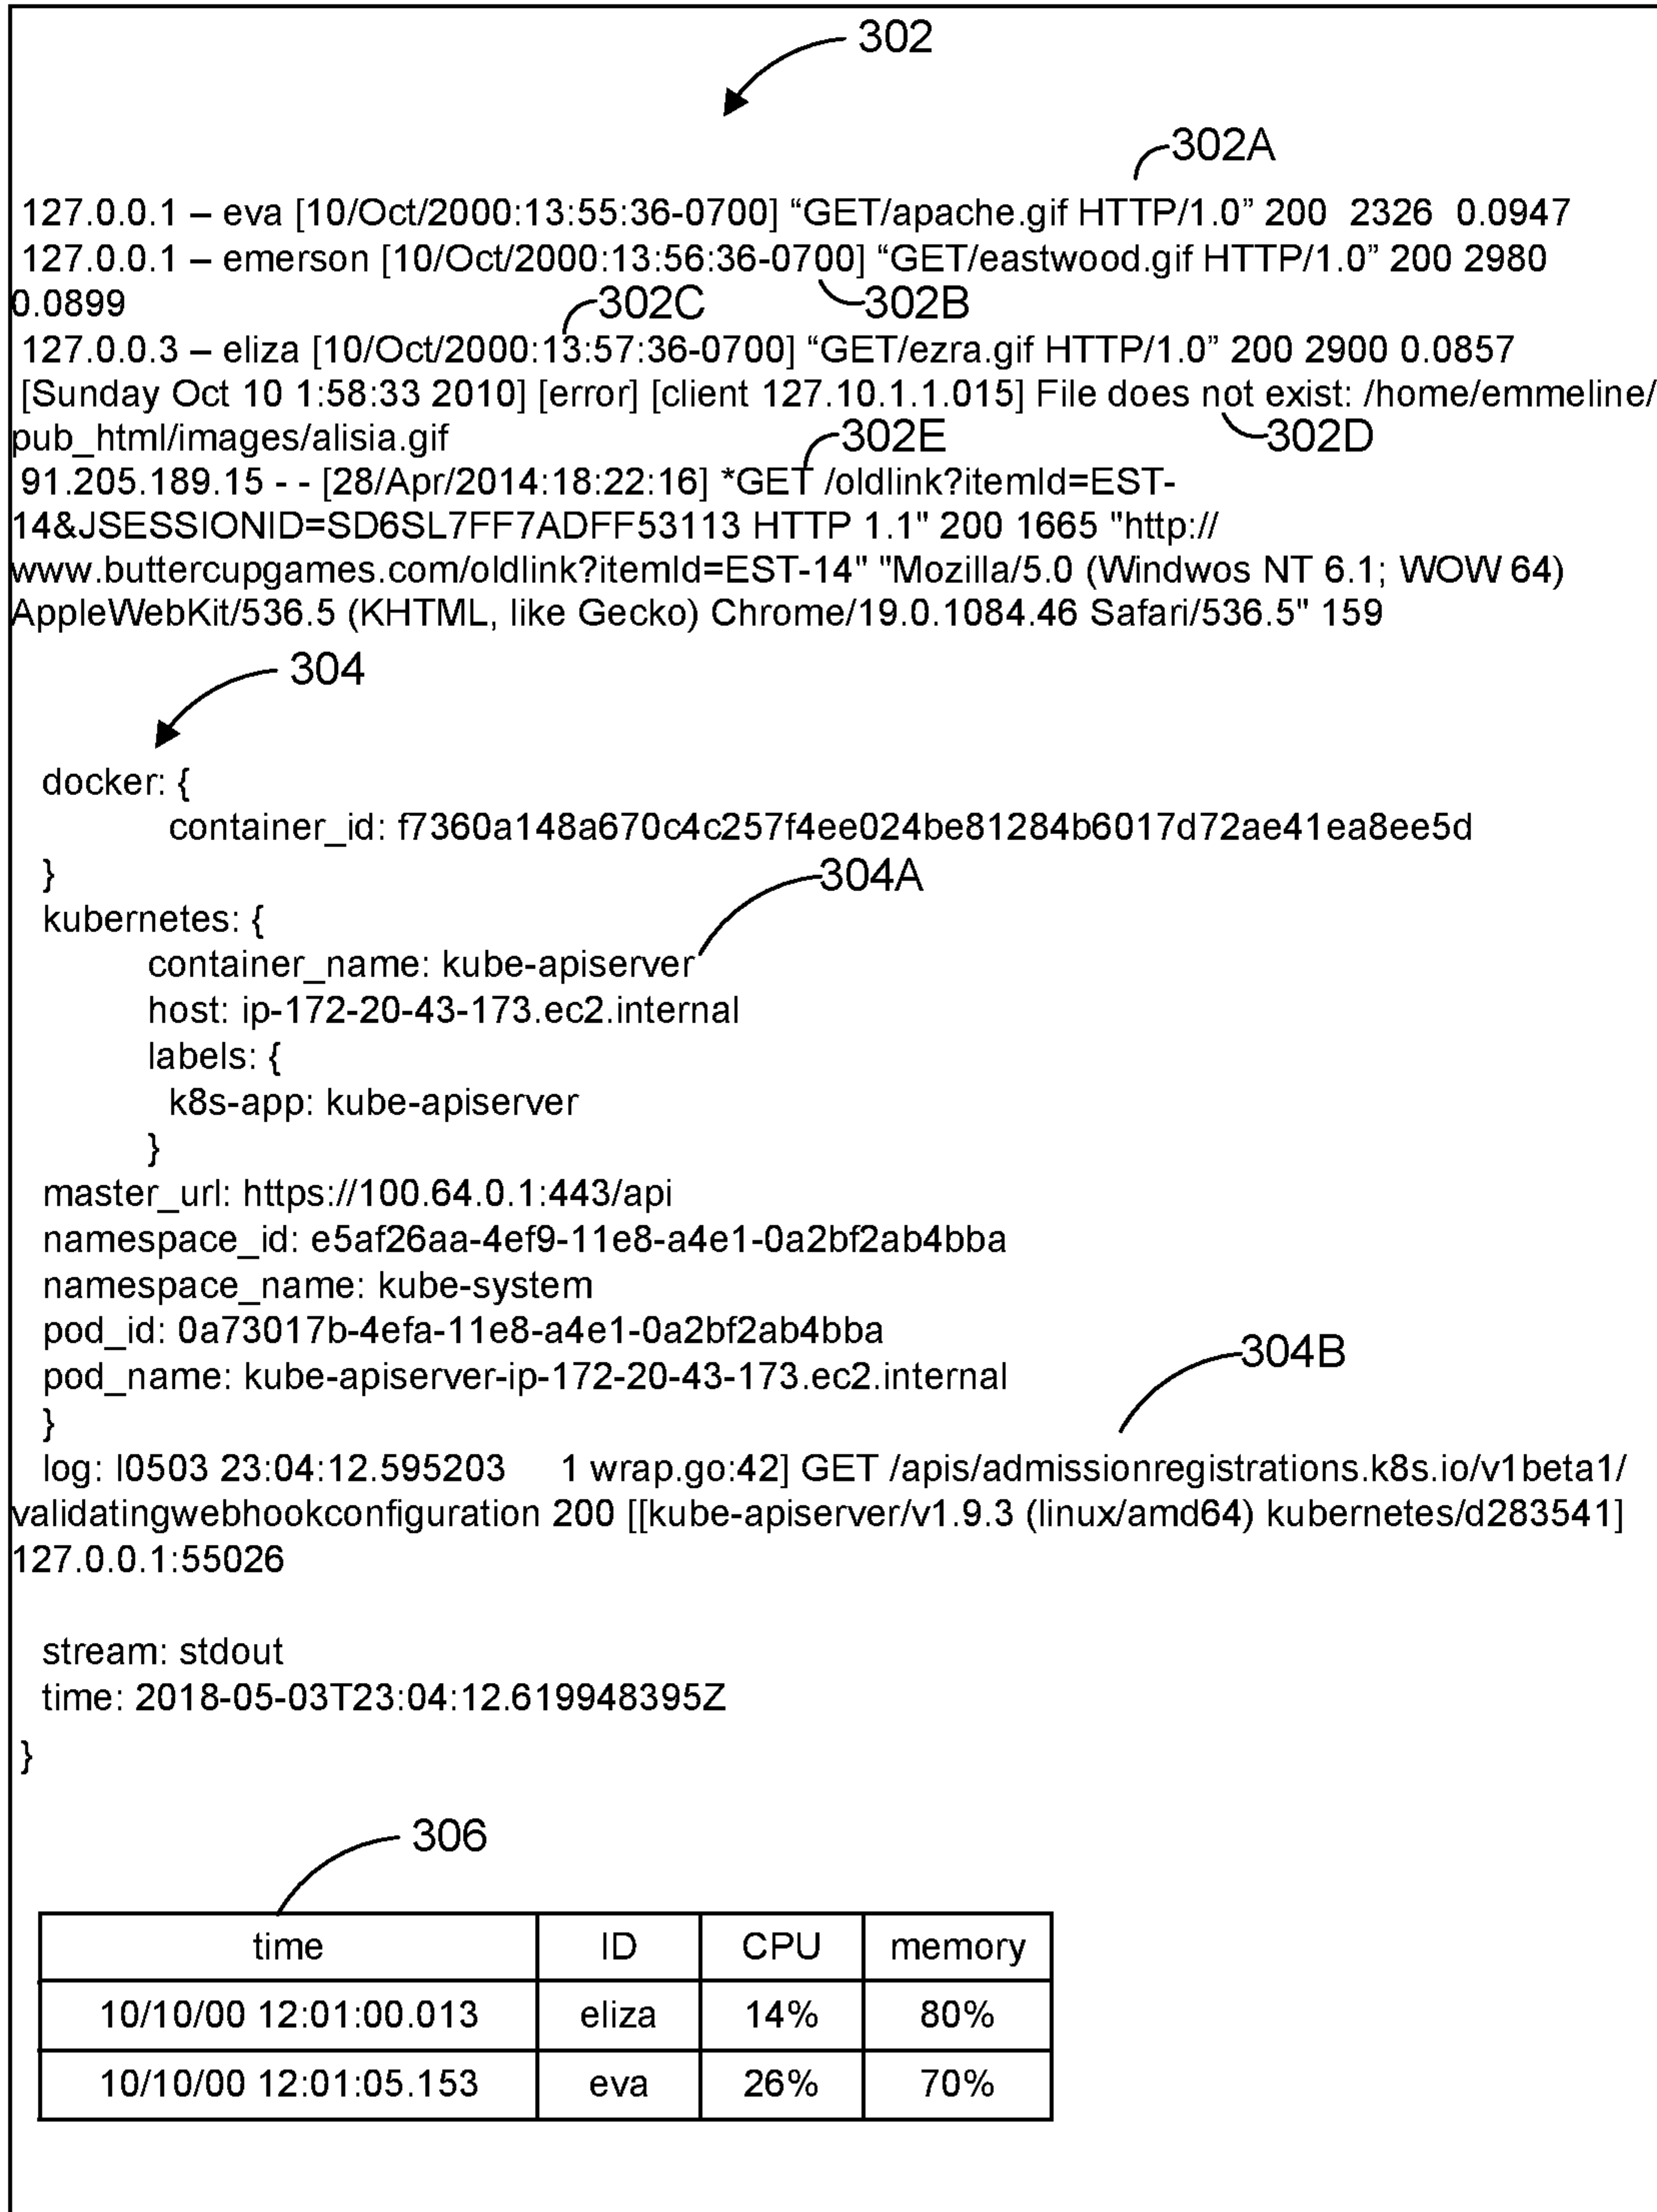 302
302A
127.0.0.1 – eva [10/Oct/2000:13:55:36-0700] “GET/apache.gif HTTP/1.0” 200 2326 0.0947
127.0.0.1 – emerson [10/Oct/2000:13:56:36-0700] “GET/eastwood.gif HTTP/1.0” 200 2980
0.0899
302C
302B
127.0.0.3 – eliza [10/Oct/2000:13:57:36-0700] “GET/ezra.gif HTTP/1.0” 200 2900 0.0857
[Sunday Oct 10 1:58:33 2010] [error] [client 127.10.1.1.015] File does not exist: /home/emmeline/
pub_html/images/alisia.gif
302E
302D
91.205.189.15 - - [28/Apr/2014:18:22:16] *GET /oldlink?itemId=EST-
14&JSESSIONID=SD6SL7FF7ADFF53113 HTTP 1.1" 200 1665 "http://
www.buttercupgames.com/oldlink?itemId=EST-14" "Mozilla/5.0 (Windwos NT 6.1; WOW 64)
AppleWebKit/536.5 (KHTML, like Gecko) Chrome/19.0.1084.46 Safari/536.5" 159
304
docker: {
container_id: f7360a148a670c4c257f4ee024be81284b6017d72ae41ea8ee5d
}
304A
kubernetes: {
container_name: kube-apiserver
host: ip-172-20-43-173.ec2.internal
labels: {
k8s-app: kube-apiserver
}
master_url: https://100.64.0.1:443/api
namespace_id: e5af26aa-4ef9-11e8-a4e1-0a2bf2ab4bba
namespace_name: kube-system
pod_id: 0a73017b-4efa-11e8-a4e1-0a2bf2ab4bba
304B
pod_name: kube-apiserver-ip-172-20-43-173.ec2.internal
}
log: I0503 23:04:12.595203 1 wrap.go:42] GET /apis/admissionregistrations.k8s.io/v1beta1/
validatingwebhookconfiguration 200 [[kube-apiserver/v1.9.3 (linux/amd64) kubernetes/d283541]
127.0.0.1:55026
stream: stdout
time: 2018-05-03T23:04:12.619948395Z
}
306
time ID CPU memory
10/10/00 12:01:00.013 eliza 14% 80%
10/10/00 12:01:05.153 eva 26% 70%